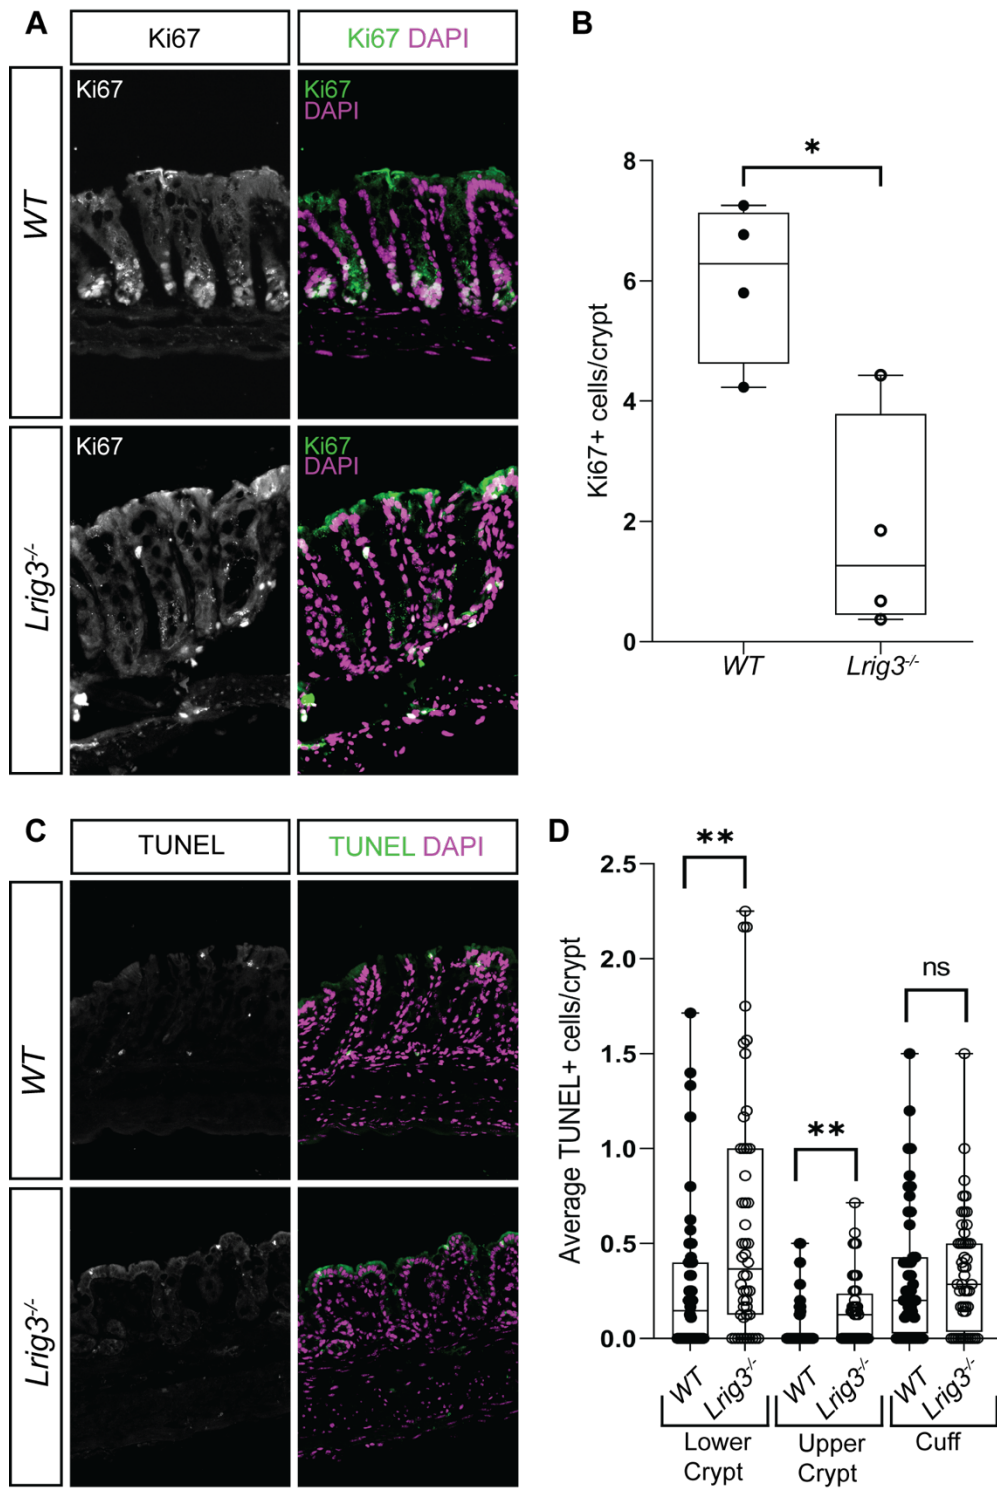 A
Ki67
Ki67 DAPI
WT
Ki67
Ki67
DAPI
Lrig3-/-
Ki67
Ki67
DAPI
B
Ki67+ cells/crypt
8
6
4
2
0
*
WT
Lrig3-/-
C
TUNEL
TUNEL DAPI
WT
Lrig3-/-
D
Average TUNEL+ cells/crypt
2.5
2.0
1.5
1.0
0.5
0.0
**
**
ns
WT
Lrig3-/-
WT
Lrig3-/-
WT
Lrig3-/-
Lower
Crypt
Upper
Crypt
Cuff